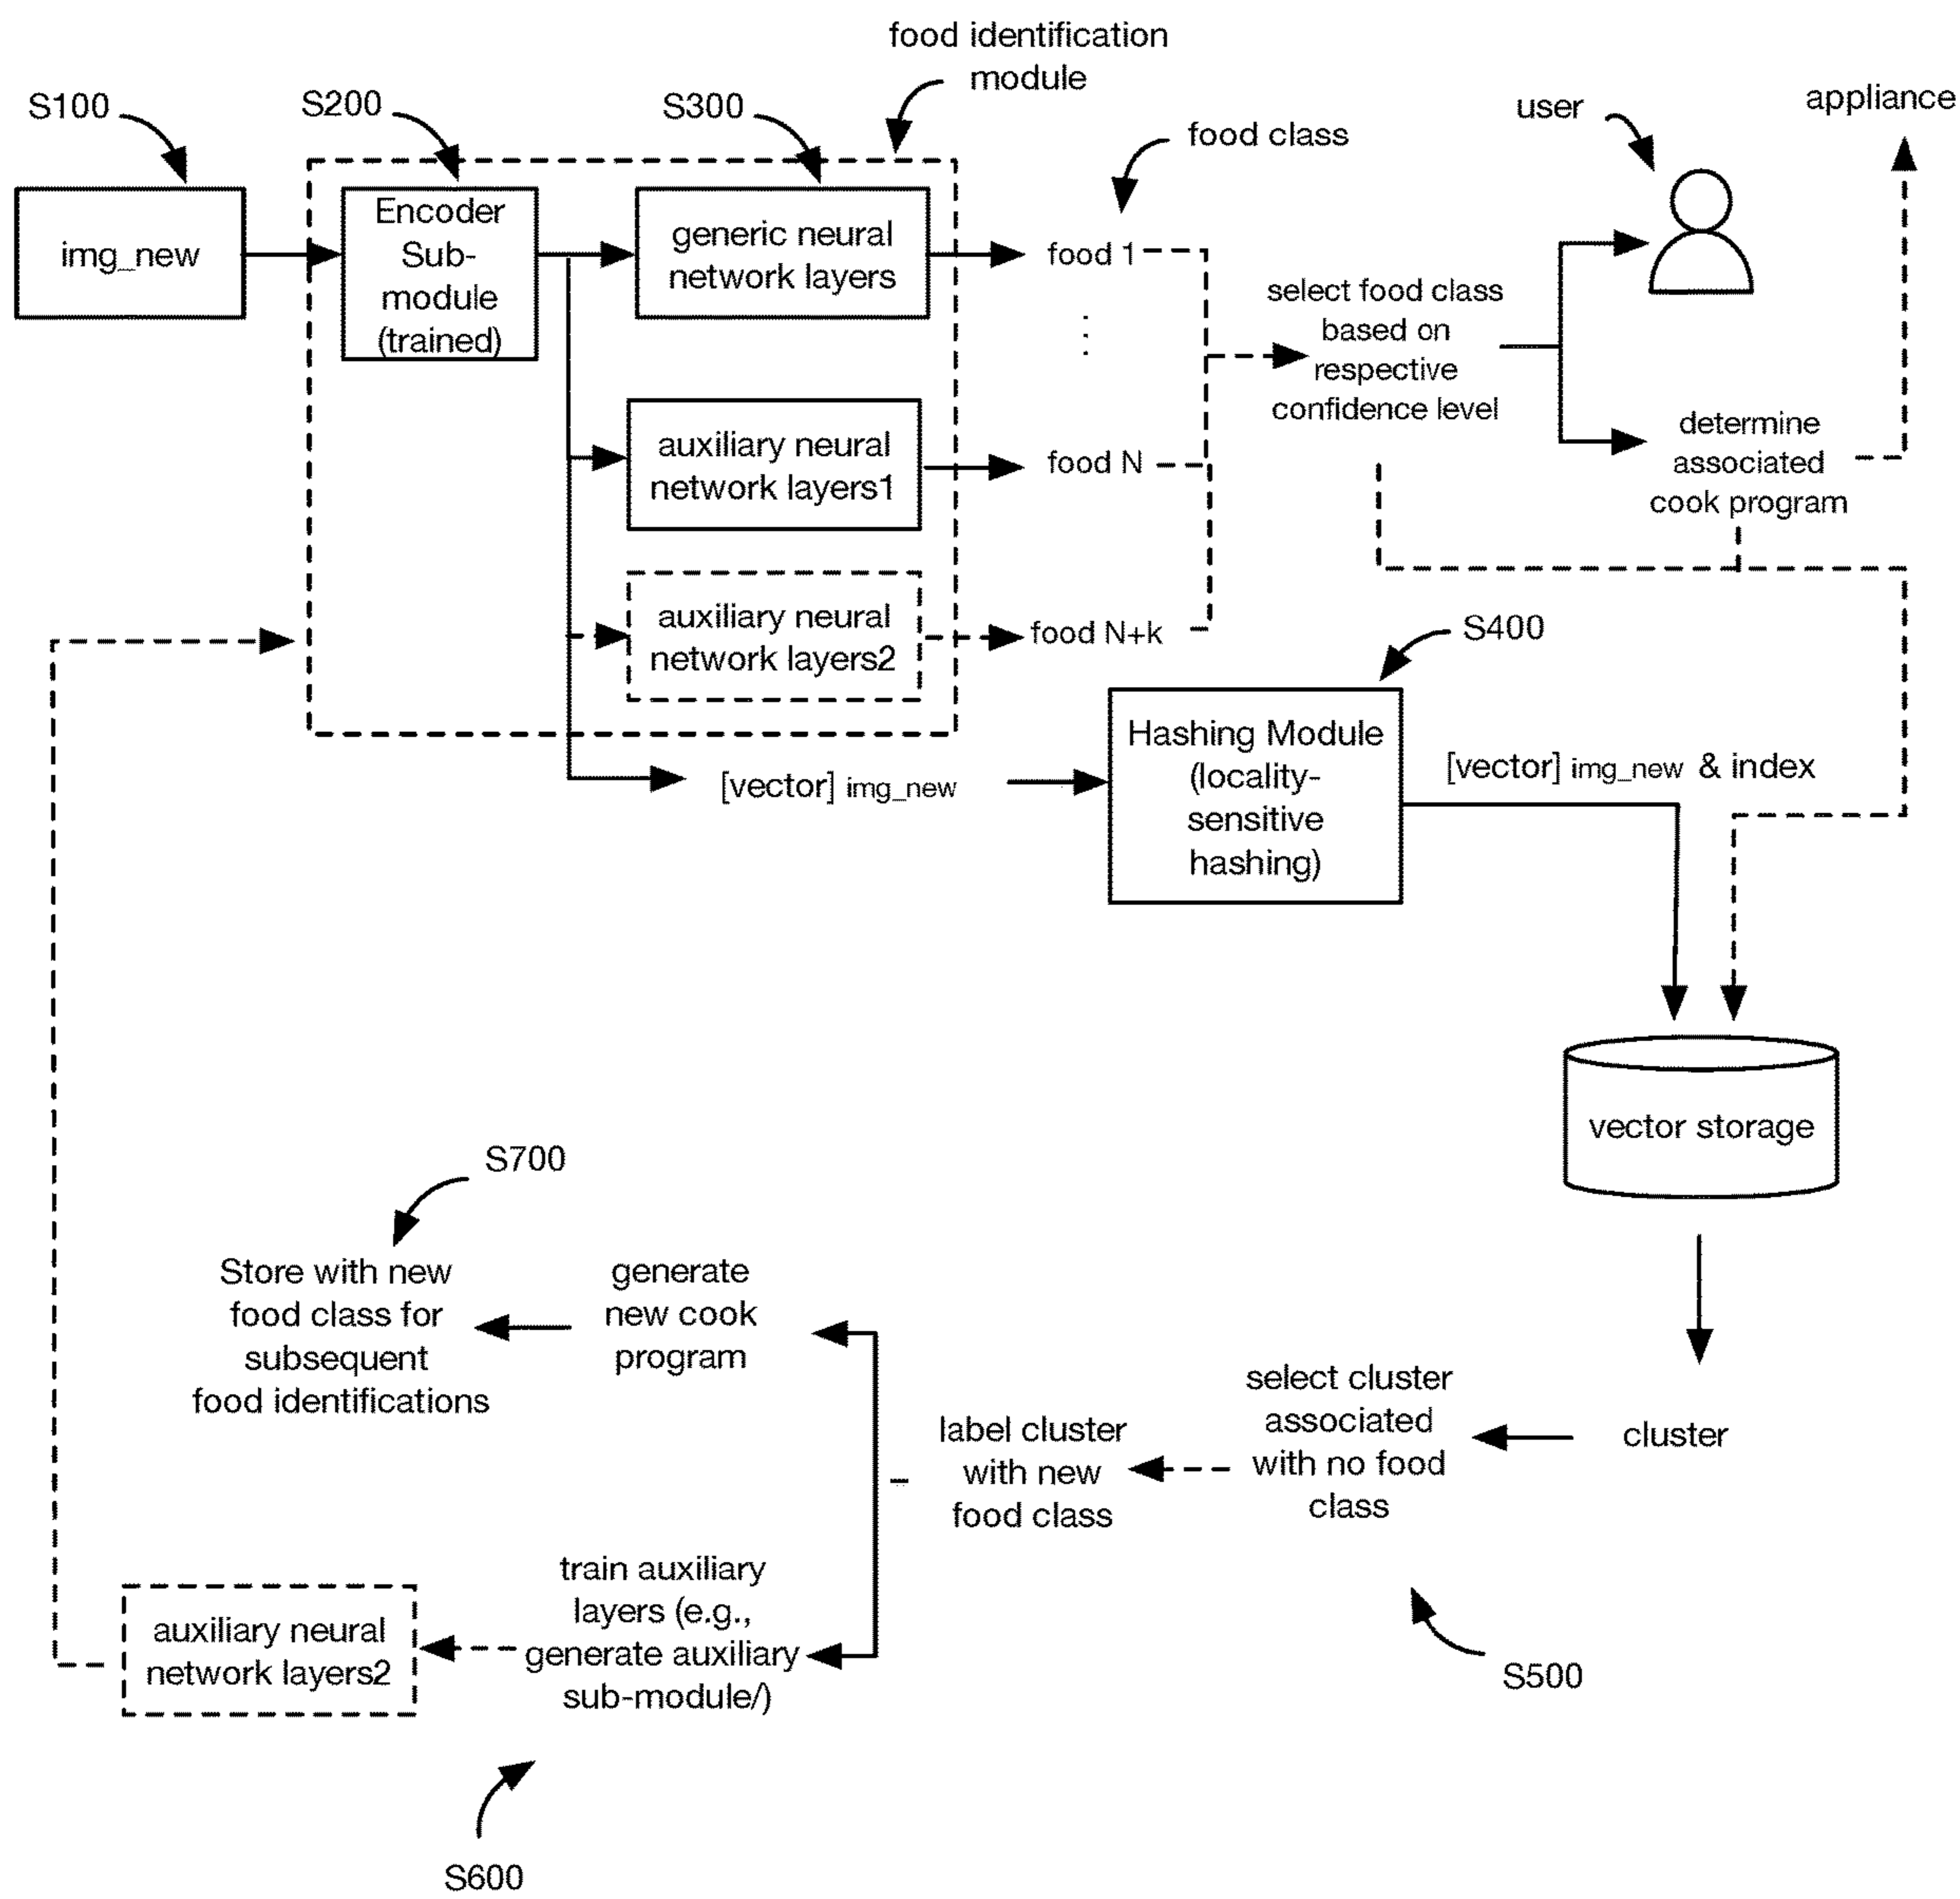 food identification
module
S100
S200
S300
food class
user
appliance
img_new
Encoder
Sub-
module
(trained)
generic neural
network layers
food 1
select food class
based on
respective
confidence level
auxiliary neural
network layers1
food N
determine
associated
cook program
auxiliary neural
network layers2
food N+k
S400
[vector] img_new
Hashing Module
(locality-
sensitive
hashing)
[vector] img_new & index
vector storage
S700
Store with new
food class for
subsequent
food identifications
generate
new cook
program
label cluster
with new
food class
select cluster
associated
with no food
class
cluster
train auxiliary
layers (e.g.,
generate auxiliary
sub-module/)
auxiliary neural
network layers2
S500
S600